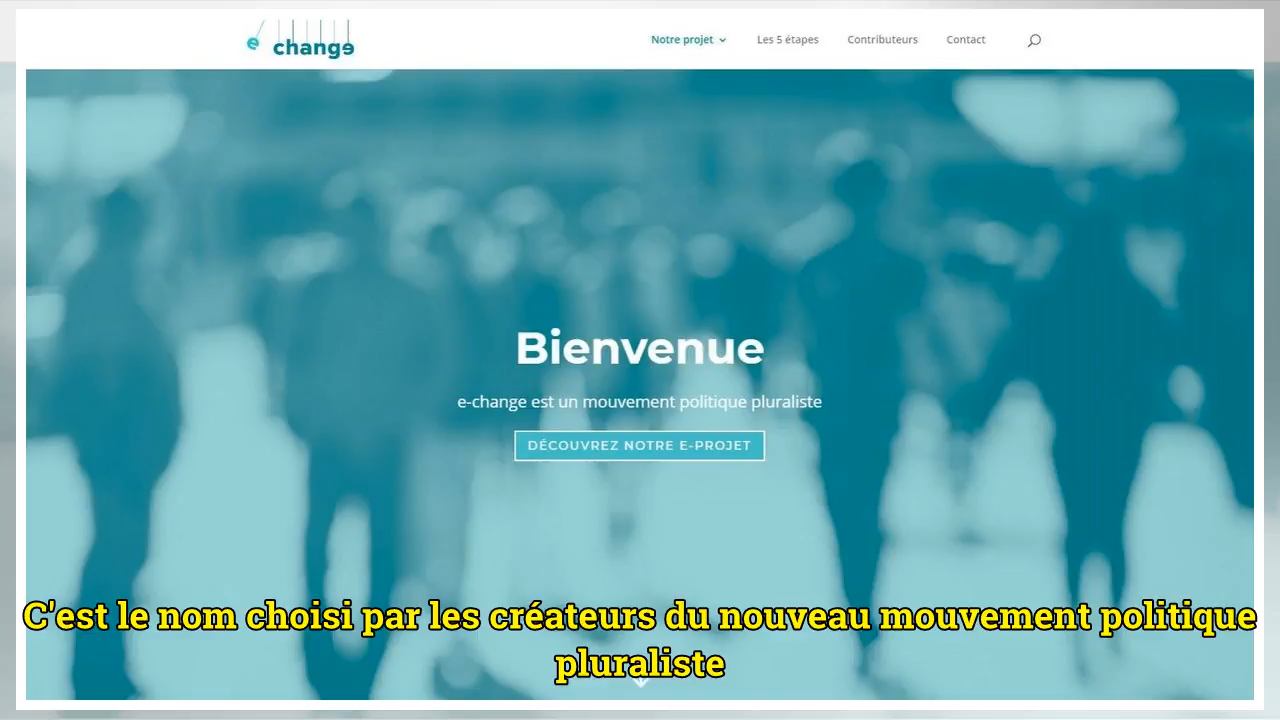 e change
Notre projet Les 5 étapes Contributeurs Contact
Bienvenue
e-change est un mouvement politique pluraliste
DÉCOUVREZ NOTRE E-PROJET
C'est le nom choisi par les créateurs du nouveau mouvement politique
pluraliste